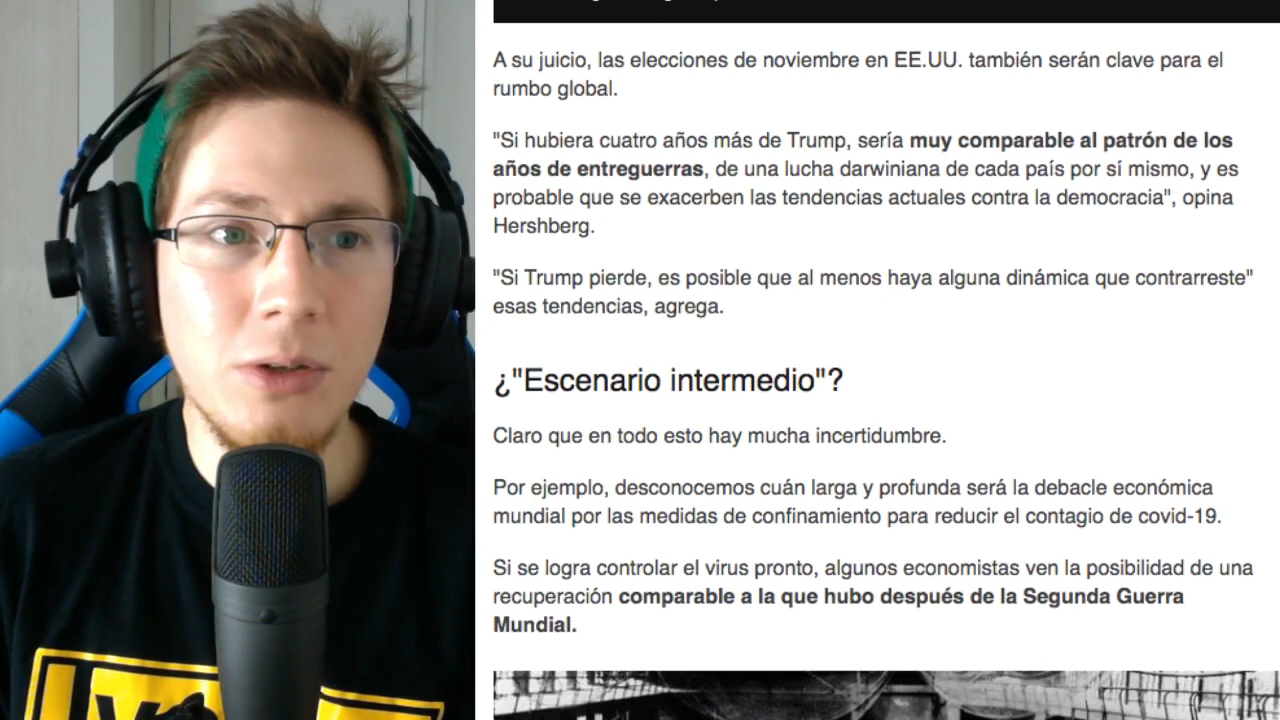 A su juicio, las elecciones de noviembre en EE.UU. también serán clave para el
rumbo global.
"Si hubiera cuatro años más de Trump, sería muy comparable al patrón de los
años de entreguerras, de una lucha darwiniana de cada país por sí mismo, y es
probable que se exacerben las tendencias actuales contra la democracia", opina
Hershberg.
"Si Trump pierde, es posible que al menos haya alguna dinámica que contrarreste"
esas tendencias, agrega.
¿"Escenario intermedio"?
Claro que en todo esto hay mucha incertidumbre.
Por ejemplo, desconocemos cuán larga y profunda será la debacle económica
mundial por las medidas de confinamiento para reducir el contagio de covid-19.
Si se logra controlar el virus pronto, algunos economistas ven la posibilidad de una
recuperación comparable a la que hubo después de la Segunda Guerra
Mundial.